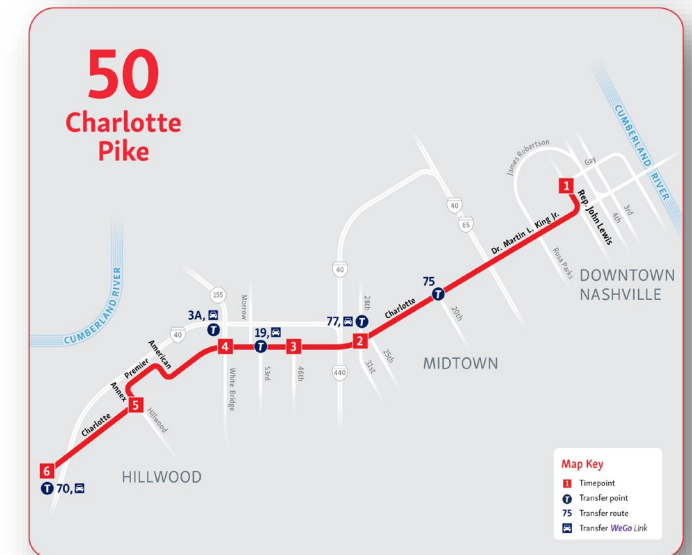 50
Charlotte
Pike
CUMBERLAND RIVER
James Robertson
Gay
1
Rep. John Lewis
3rd
4th
Dr. Martin L. King Jr.
Rosa Parks
DOWNTOWN
NASHVILLE
40
65
40
75
T
20th
Charlotte
28th
77,
T
2
25th
31st
440
MIDTOWN
155
3A,
T
Morrow
19,
T
3
4
46th
53rd
White Bridge
40
CUMBERLAND RIVER
American
Premier
Annex
5
Hillwood
Charlotte
6
T 70,
HILLWOOD
Map Key
1 Timepoint
T Transfer point
75 Transfer route
Transfer WeGo Link